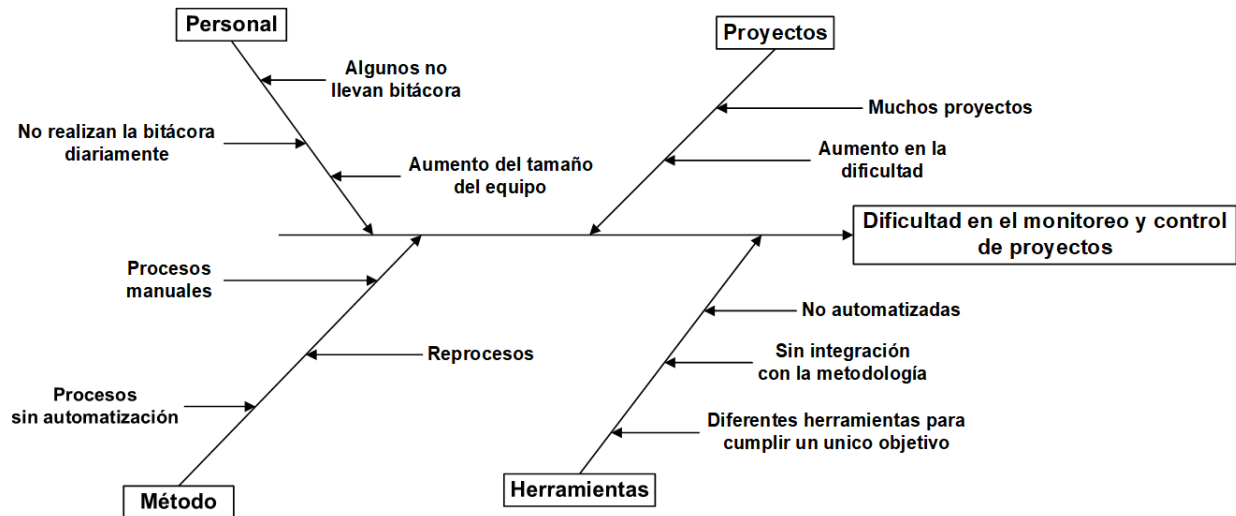 Personal
Proyectos
Algunos no
llevan bitácora
Muchos proyectos
No realizan la bitácora
diariamente
Aumento en la
dificultad
Aumento del tamaño
del equipo
Dificultad en el monitoreo y control
de proyectos
Procesos
manuales
No automatizadas
Reprocesos
Sin integración
con la metodología
Procesos
sin automatización
Diferentes herramientas para
cumplir un unico objetivo
Método
Herramientas